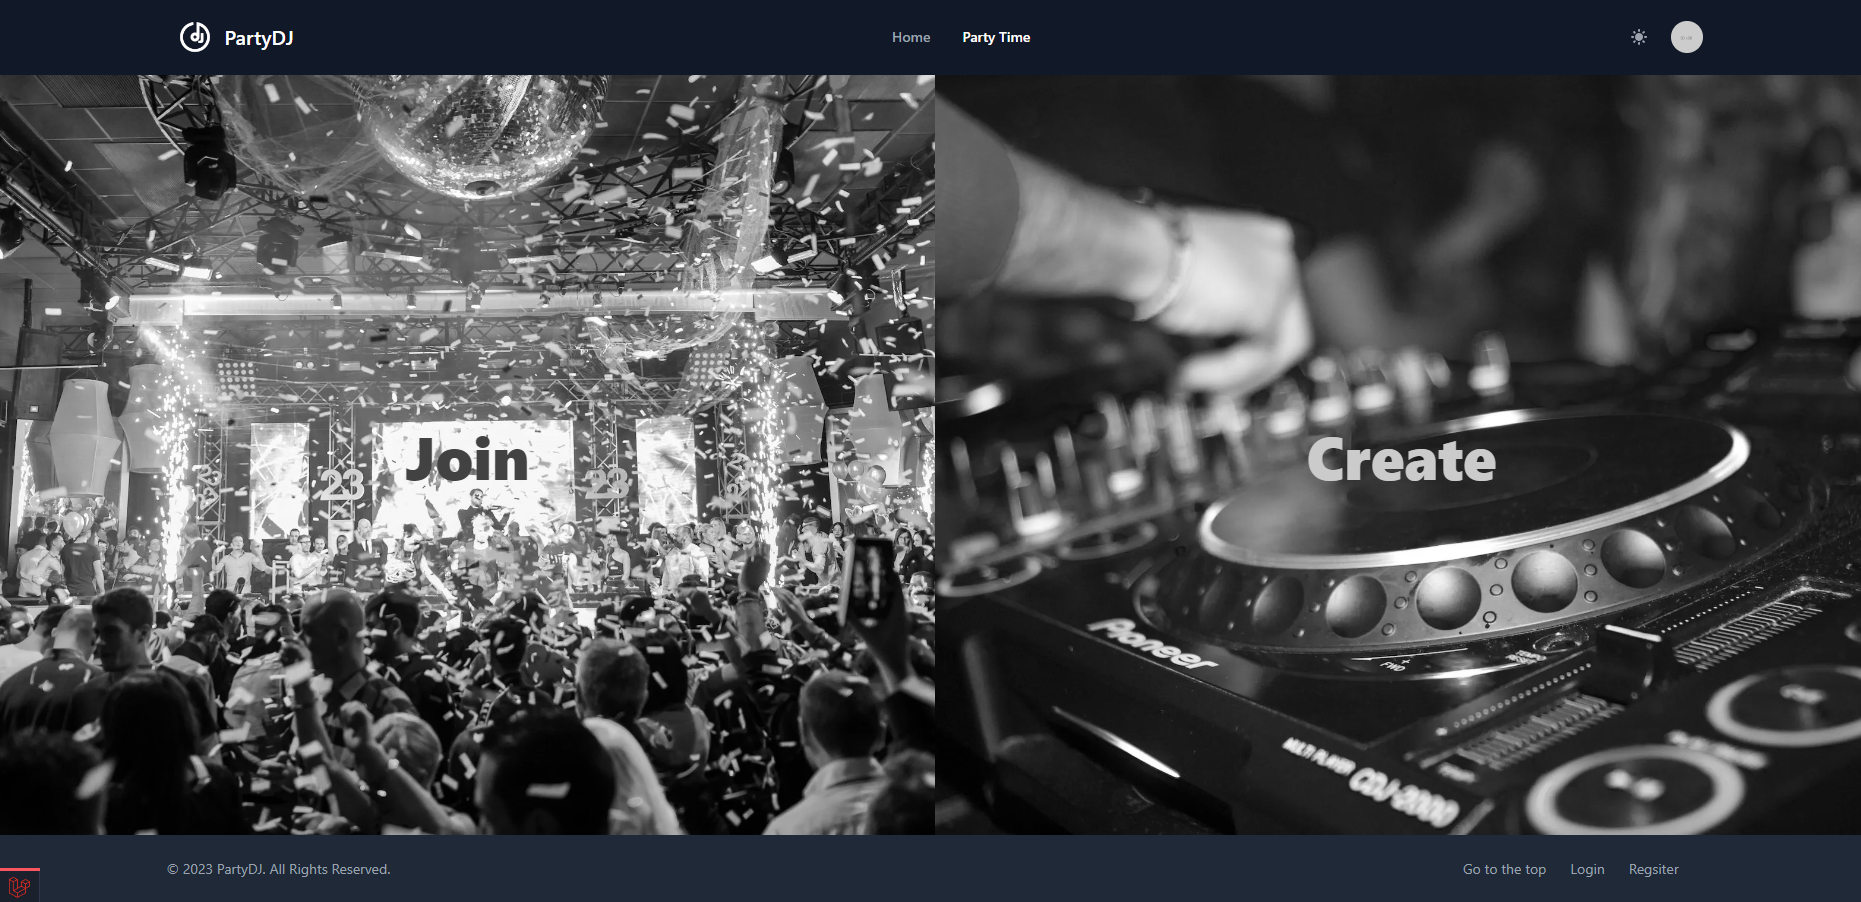 PartyDJ
Home
Party Time
Join
23
23
Create
Pioneer
FWD
MULTI PLAYER CDJ-2000
© 2023 PartyDJ. All Rights Reserved.
Go to the top
Login
Regsiter